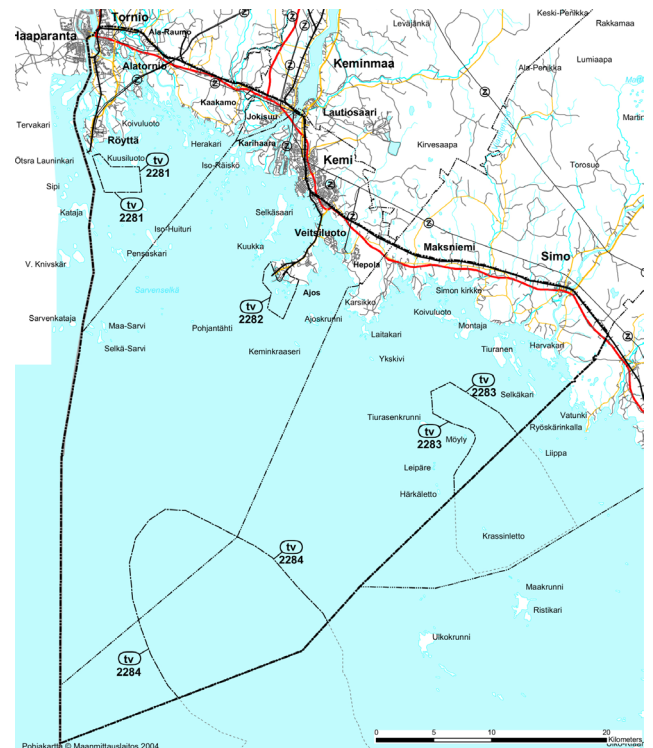 Tornio
Keski-Penikka
Leväjänkä
Rakkamaa
Ala-Raumo
Haaparanta
Lumiaapa
Keminmaa
Ala-Penikka
Alatornio
Kaakamo
Lautiosaari
Jokisuu
Tervakari
Koivuluoto
Röyttä
Herakari
Karihaara
Kirvesaapa
Kuusiluoto
tv
2281
Iso-Räiskö
Kemi
Torosuo
Ötsra Launinkari
Sipi
tv
2281
Kataja
Selkäsaari
Iso-Huituri
Veitsiluoto
Kuukka
Maksniemi
Pensaskari
Simo
V. Knivskär
Hepola
Sarvenselkä
Ajos
Simon kirkko
Karsikko
tv
2282
Koivuluoto
Sarvenkataja
Ajoskrunni
Maa-Sarvi
Pohjantähti
Montaja
Laitakari
Harvakari
Selkä-Sarvi
Keminkraaseri
Tiuranen
Ykskivi
tv
2283
Selkäkari
Tiurasenkrunni
Vatunki
tv
2283
Ryöskärinkalla
Möyly
Liippa
Leipäre
Härkäletto
Krassinletto
tv
2284
Maakrunni
Ristikari
Ulkokrunni
tv
2284
0 5 10 20
Kilometers
Pohjakartta © Maanmittauslaitos 2004